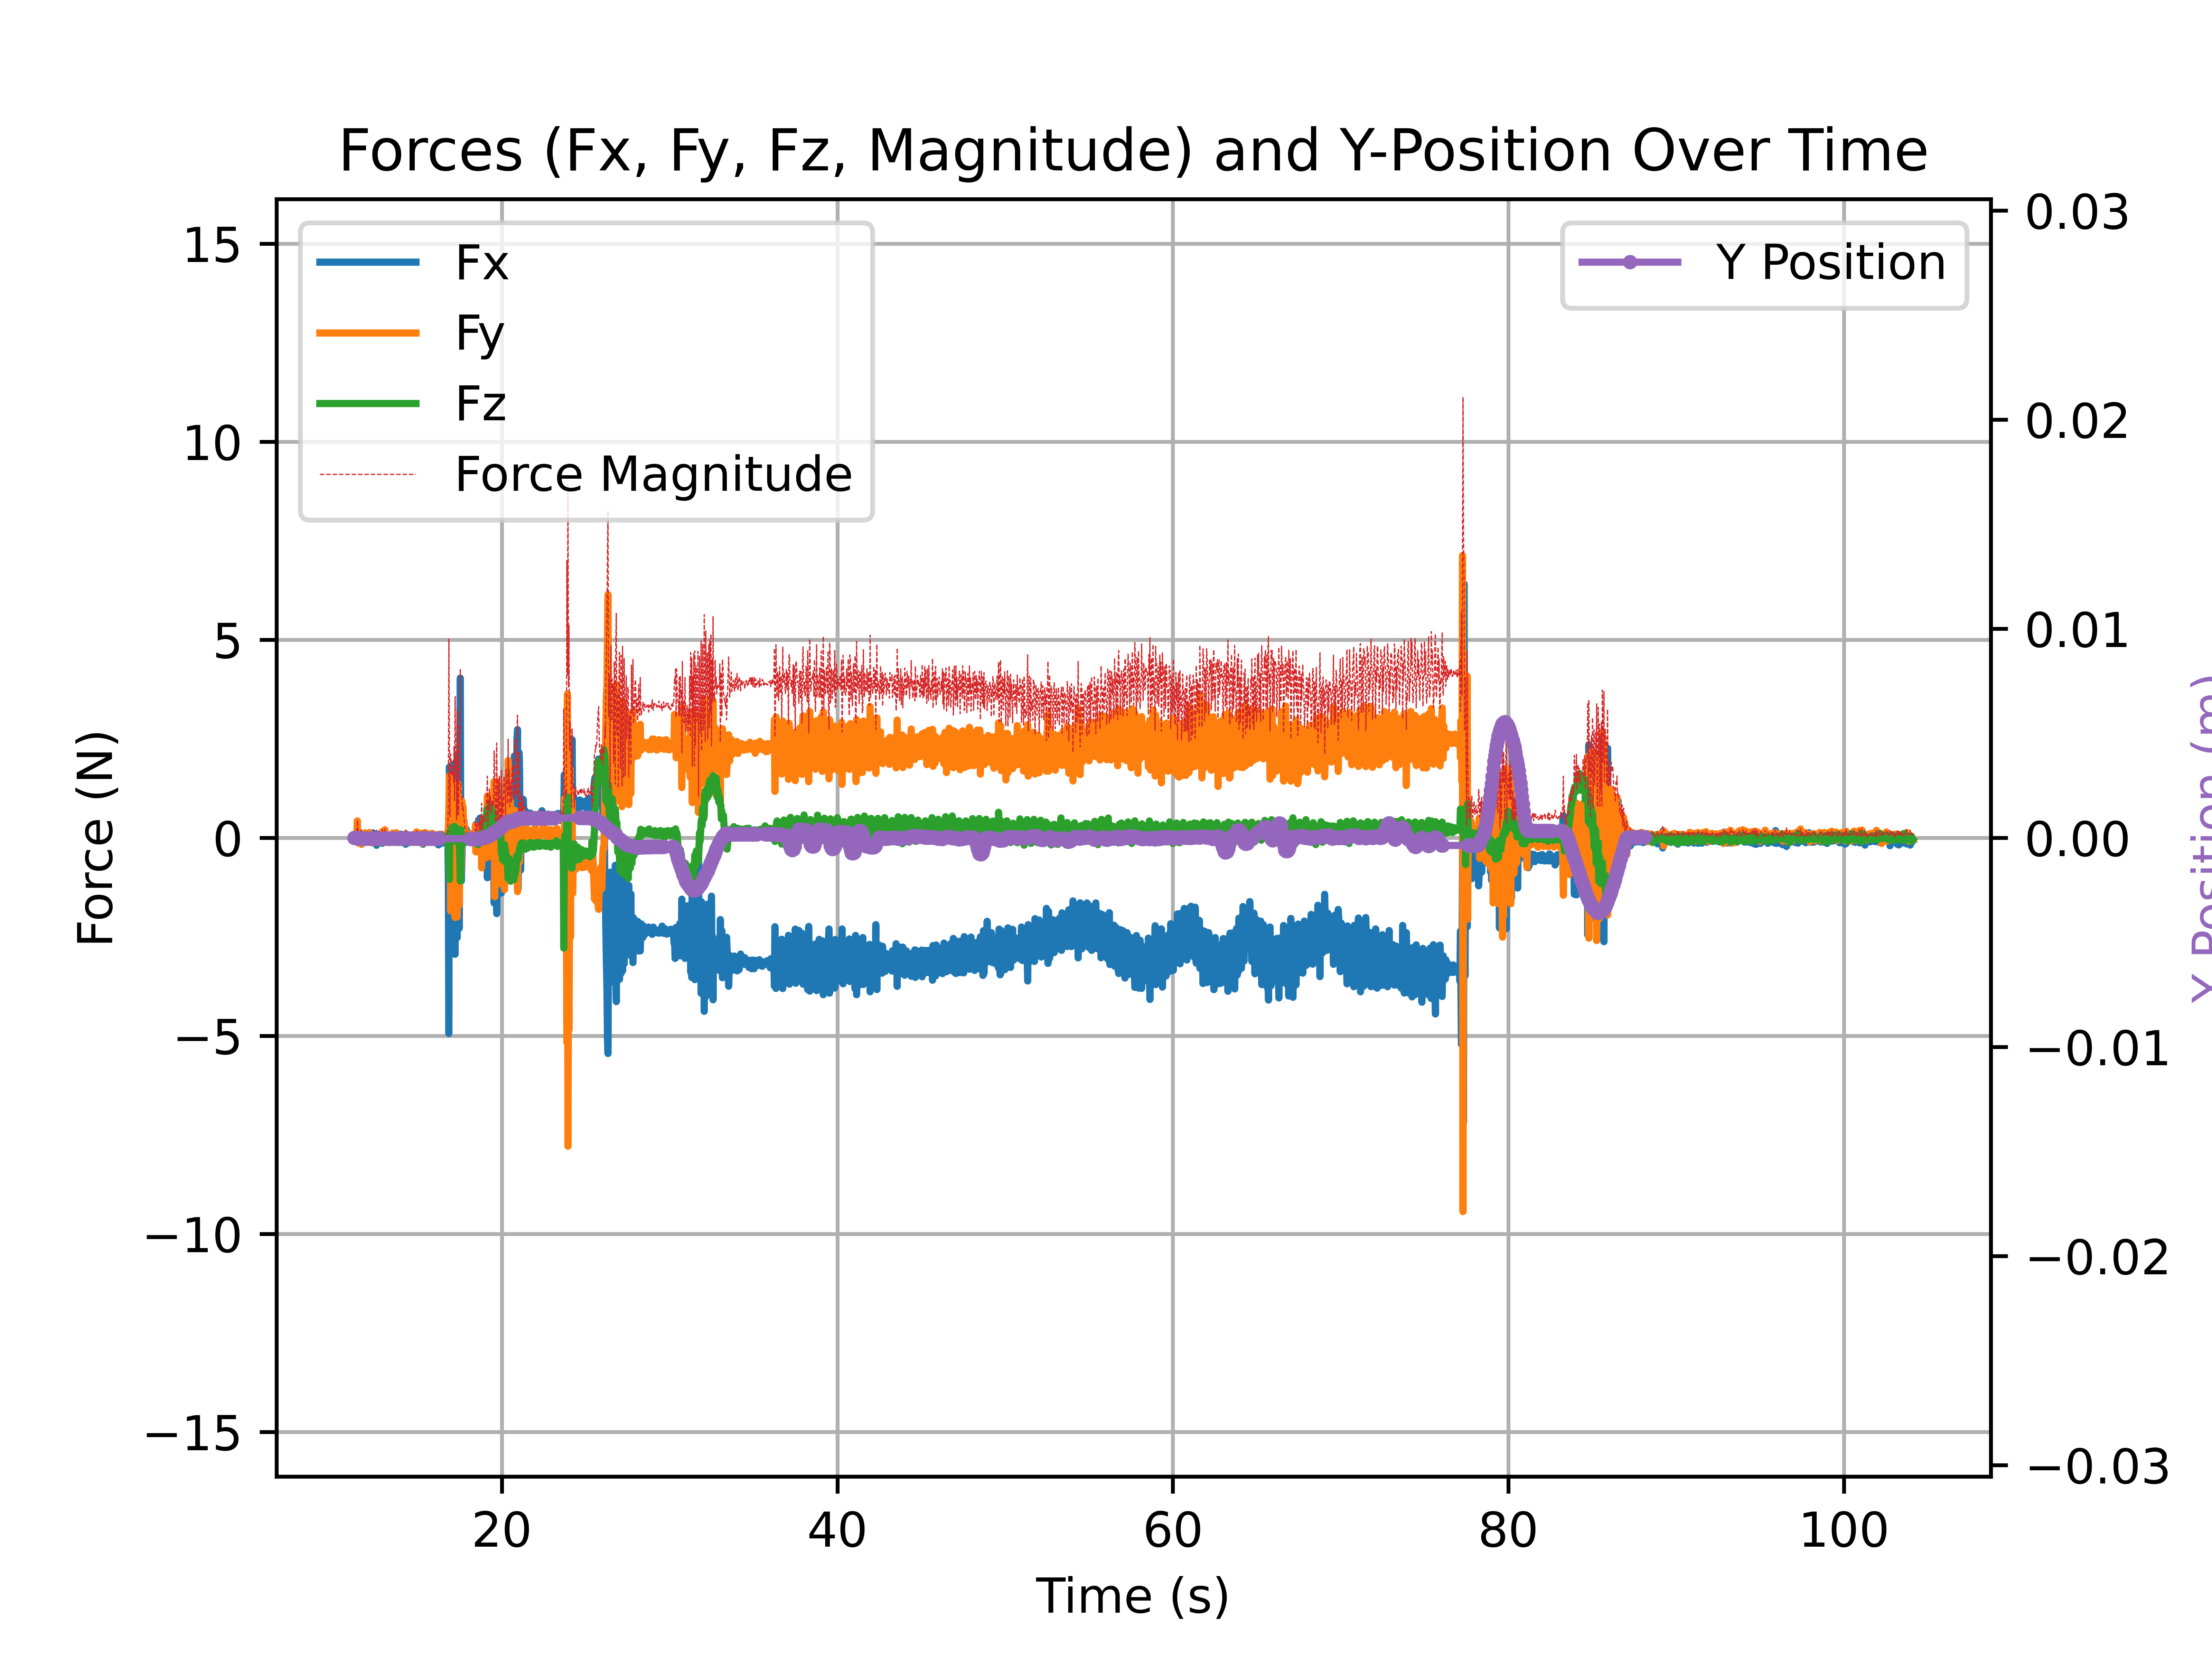 Forces (Fx, Fy, Fz, Magnitude) and Y-Position Over Time
Fx
Fy
Fz
Force Magnitude
Y Position
15
10
5
0
−5
−10
−15
Force (N)
0.03
0.02
0.01
0.00
−0.01
−0.02
−0.03
Y Position (m)
20
40
60
80
100
Time (s)